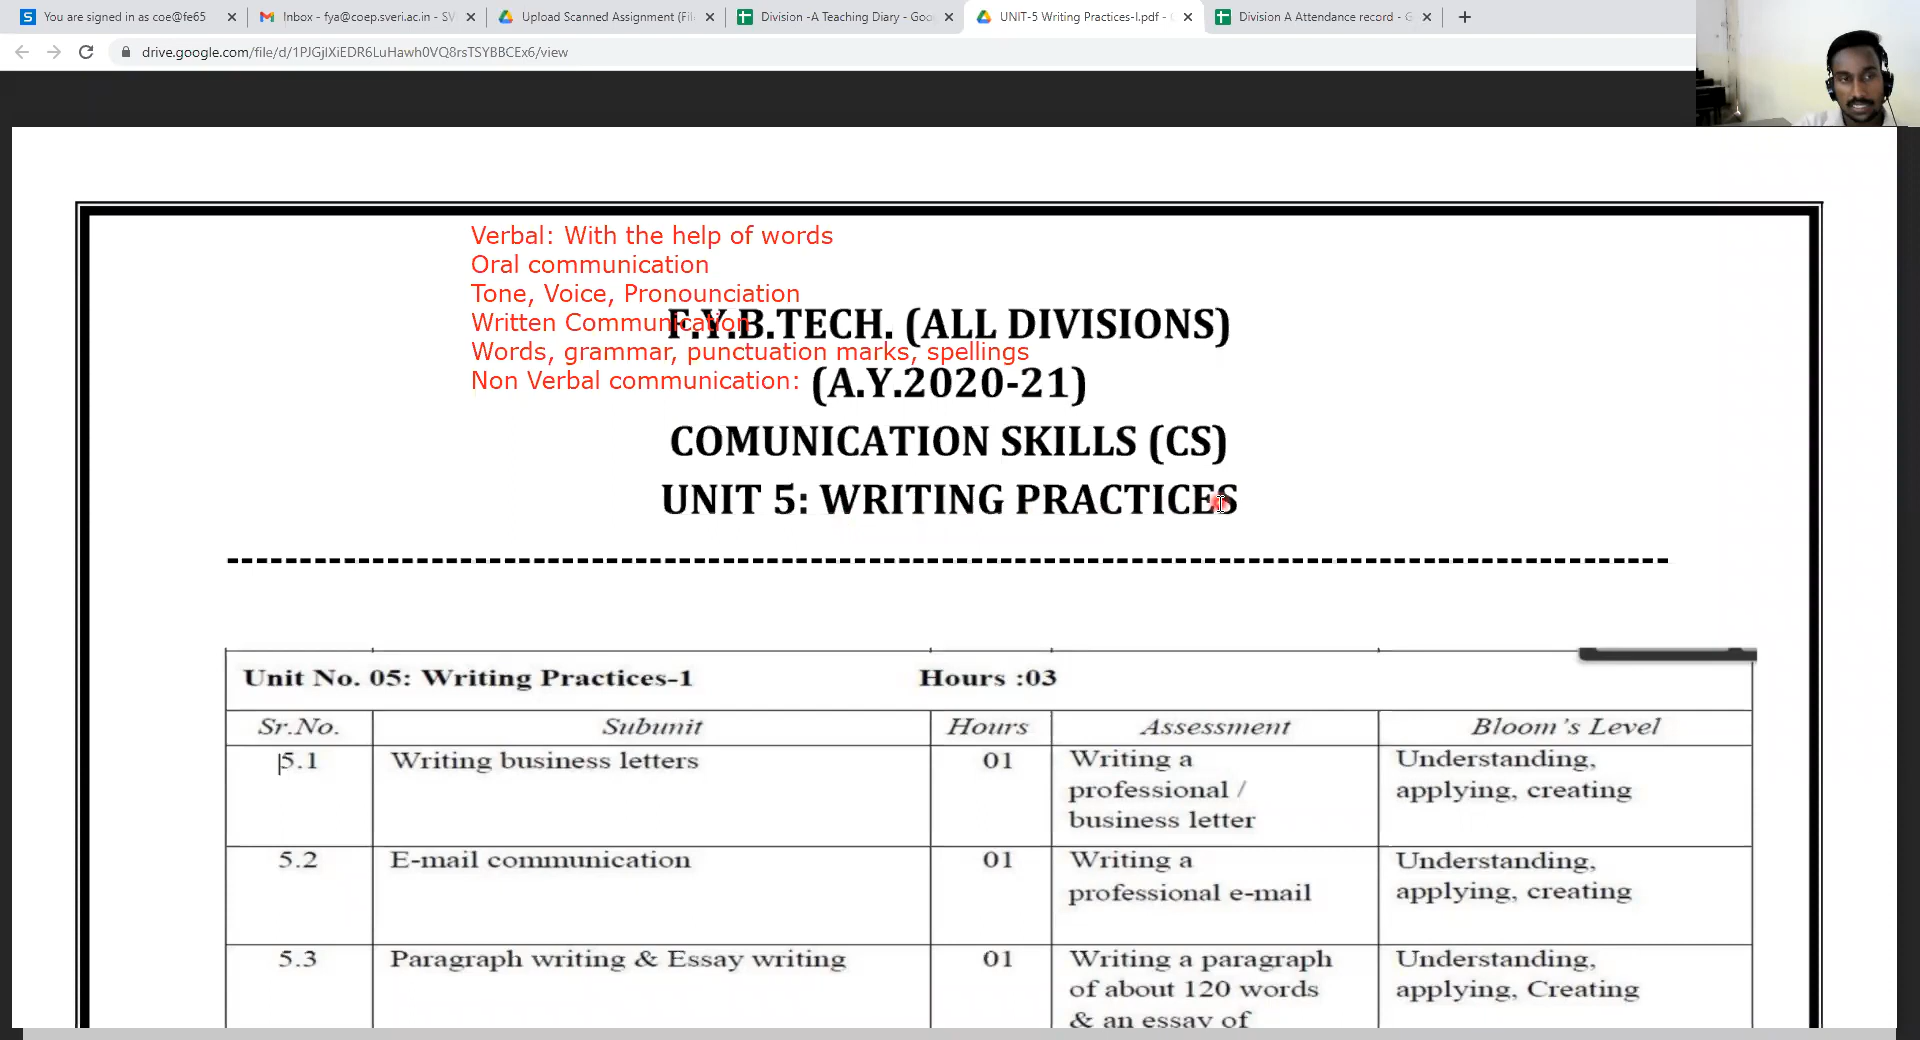 You are signed in as coe@fe65
Inbox - fya@coep.sveri.ac.in - SV
Upload Scanned Assignment (Fil
Division -A Teaching Diary - Goo
UNIT-5 Writing Practices-I.pdf - G
Division A Attendance record - G
drive.google.com/file/d/1PJGjlXiEDR6LuHawh0VQ8rsTSYBBCEx6/view
Verbal: With the help of words
Oral communication
Tone, Voice, Pronounciation
Written Communication
F.Y.B.TECH. (ALL DIVISIONS)
Words, grammar, punctuation marks, spellings
Non Verbal communication:
(A.Y.2020-21)
COMUNICATION SKILLS (CS)
UNIT 5: WRITING PRACTICES
Unit No. 05: Writing Practices-1 Hours :03
Sr.No. Subunit Hours Assessment Bloom's Level
5.1 Writing business letters 01 Writing a Understanding,
professional / applying, creating
business letter
5.2 E-mail communication 01 Writing a Understanding,
professional e-mail applying, creating
5.3 Paragraph writing & Essay writing 01 Writing a paragraph Understanding,
of about 120 words applying, Creating
& an essay of